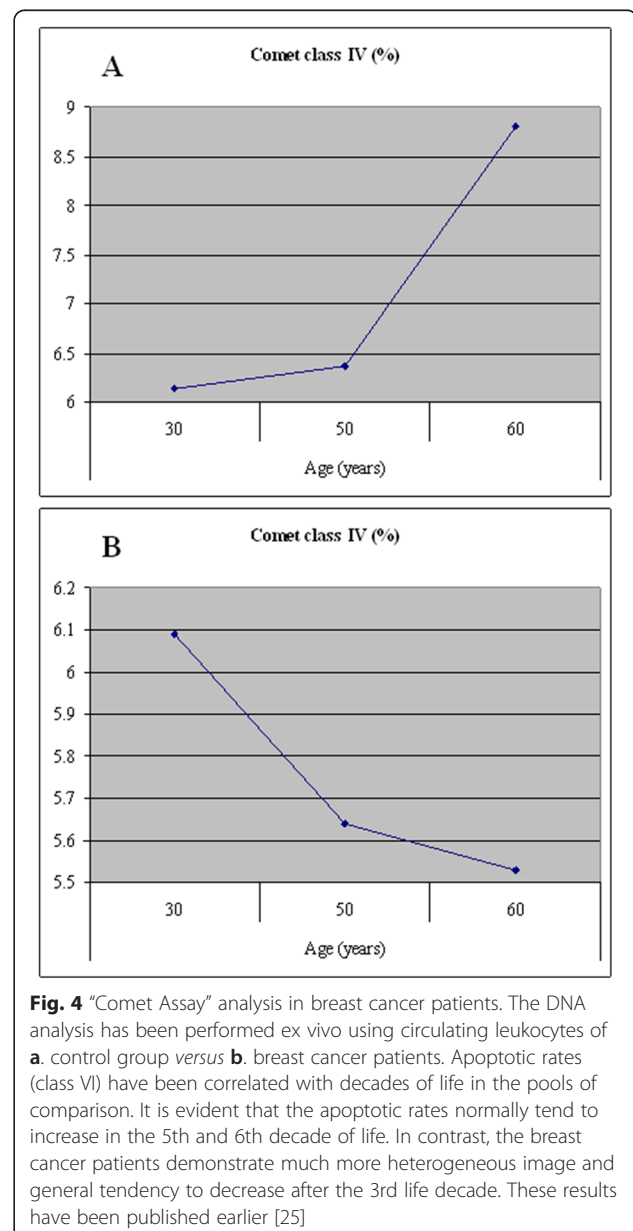 A
Comet class IV (%)
9
8.5
8
7.5
7
6.5
6
30 50 60
Age (years)
B
Comet class IV (%)
6.2
6.1
6
5.9
5.8
5.7
5.6
5.5
30 50 60
Age (years)
Fig. 4 “Comet Assay” analysis in breast cancer patients. The DNA
analysis has been performed ex vivo using circulating leukocytes of
a. control group versus b. breast cancer patients. Apoptotic rates
(class VI) have been correlated with decades of life in the pools of
comparison. It is evident that the apoptotic rates normally tend to
increase in the 5th and 6th decade of life. In contrast, the breast
cancer patients demonstrate much more heterogeneous image and
general tendency to decrease after the 3rd life decade. These results
have been published earlier [25]